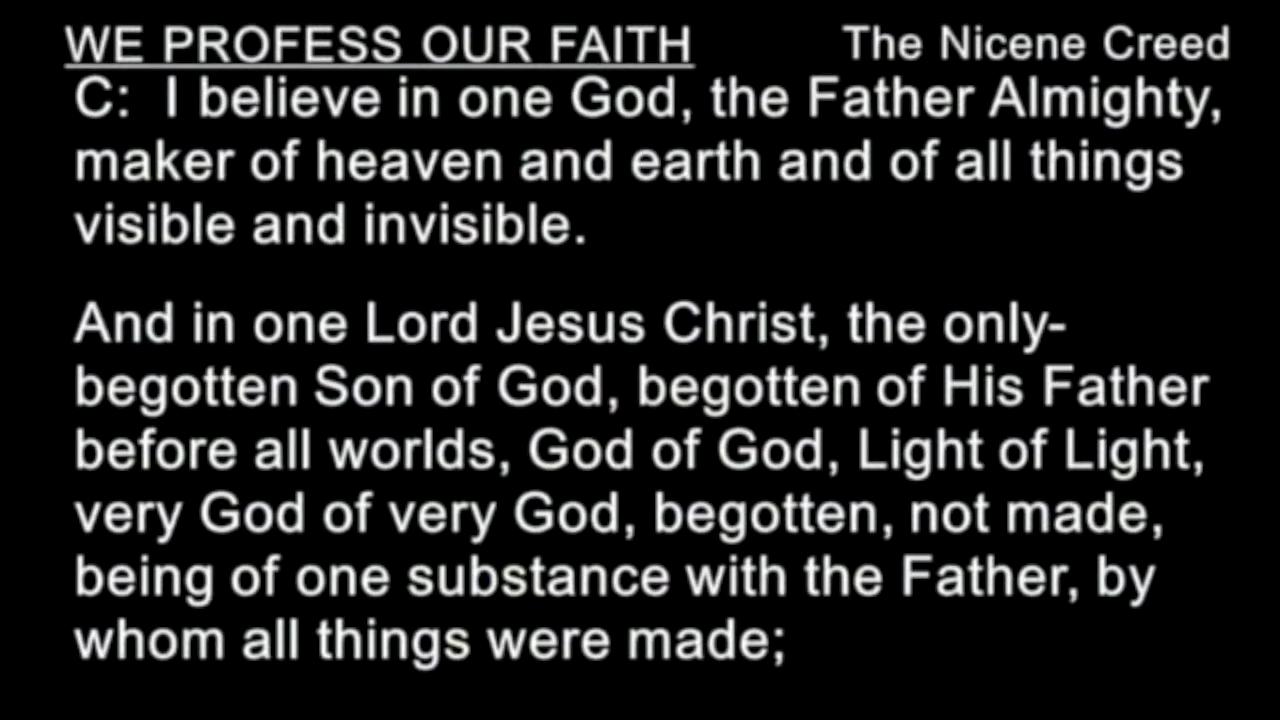 WE PROFESS OUR FAITH The Nicene Creed
C: I believe in one God, the Father Almighty,
maker of heaven and earth and of all things
visible and invisible.
And in one Lord Jesus Christ, the only-
begotten Son of God, begotten of His Father
before all worlds, God of God, Light of Light,
very God of very God, begotten, not made,
being of one substance with the Father, by
whom all things were made;